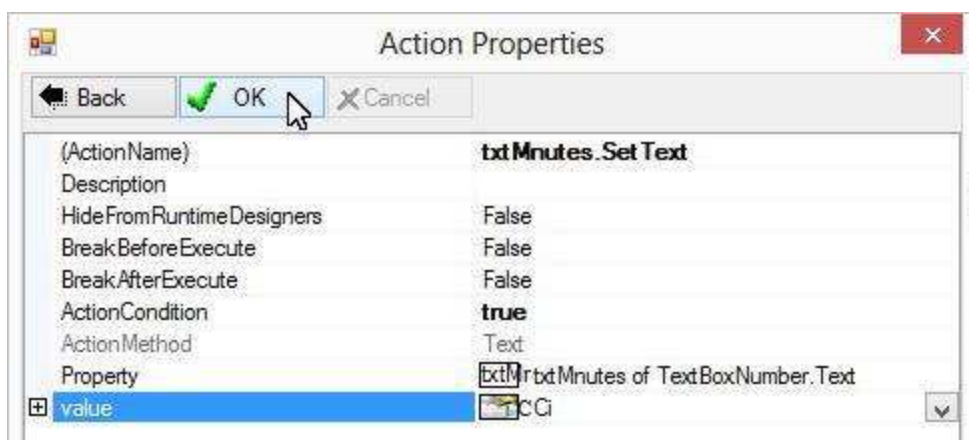 Action Properties
Back OK Cancel
(ActionName) txtMnutes.SetText
Description
HideFromRuntimeDesigners False
BreakBeforeExecute False
BreakAfterExecute False
ActionCondition true
ActionMethod Text
Property txtMnutes of TextBoxNumber.Text
value